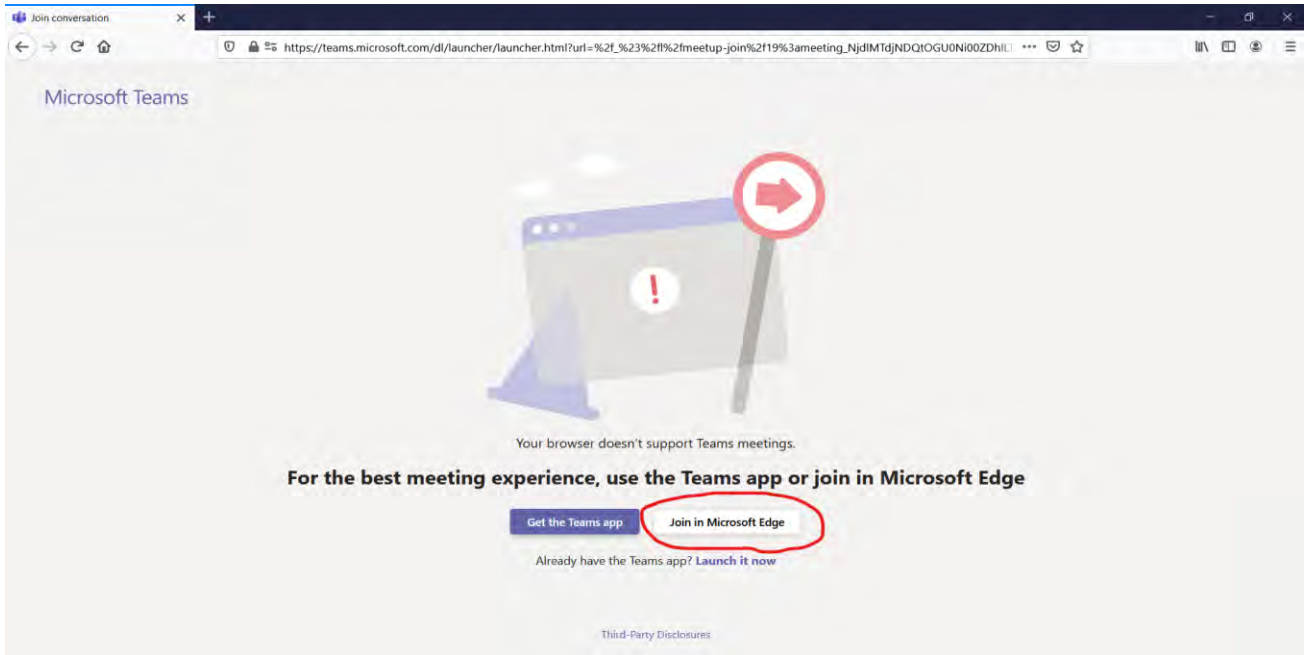 Join conversation
https://teams.microsoft.com/dl/launcher/launcher.html?url=%2f_%23%2fl%2fmeetup-join%2f19%3ameeting_NjdlMTdjNDQtOGU0Ni00ZDhlL
Microsoft Teams
!
Your browser doesn't support Teams meetings.
For the best meeting experience, use the Teams app or join in Microsoft Edge
Get the Teams app
Join in Microsoft Edge
Already have the Teams app? Launch it now
Third-Party Disclosures